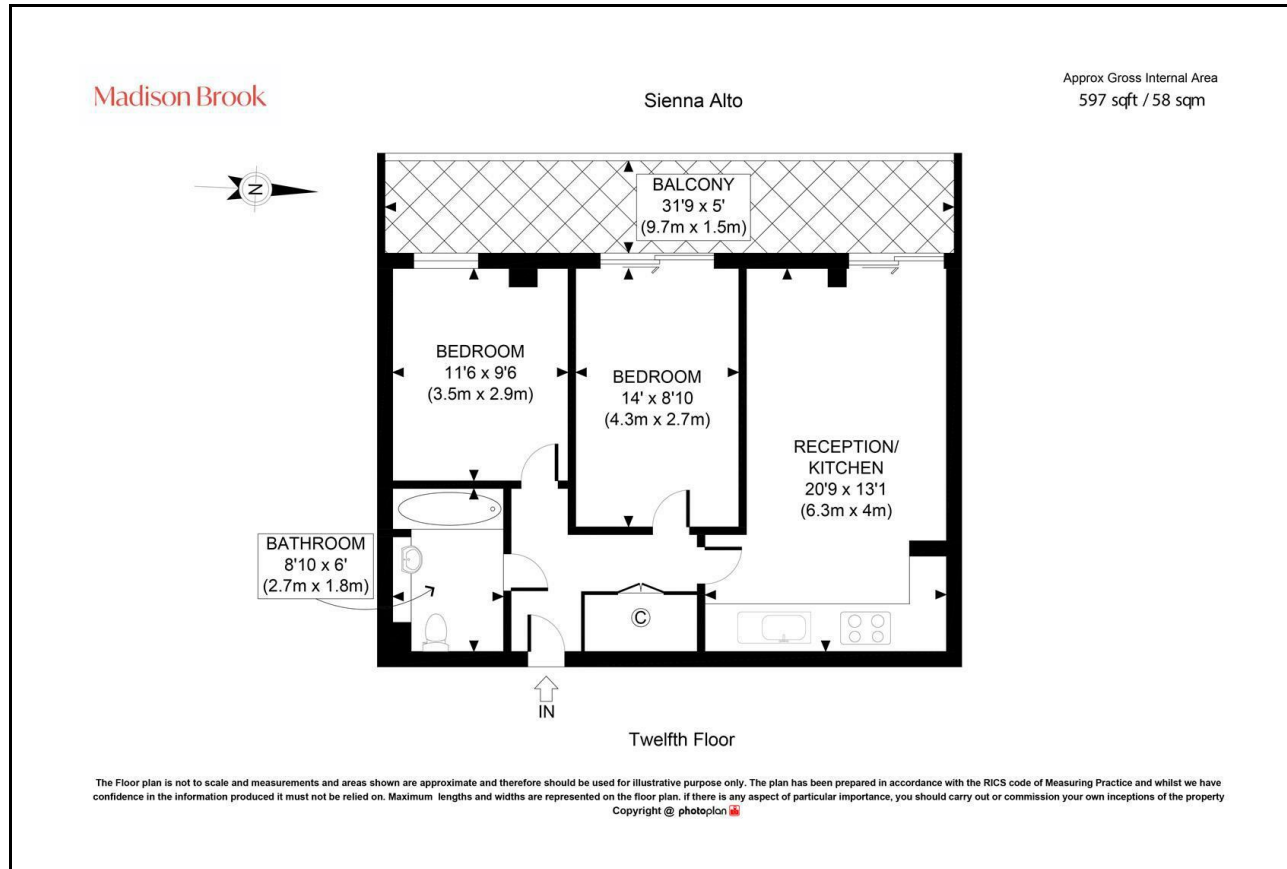 Madison Brook
Sienna Alto
Approx Gross Internal Area
597 sqft / 58 sqm
N
BALCONY
31'9 x 5'
(9.7m x 1.5m)
BEDROOM
11'6 x 9'6
(3.5m x 2.9m)
BEDROOM
14' x 8'10
(4.3m x 2.7m)
RECEPTION/
KITCHEN
20'9 x 13'1
(6.3m x 4m)
BATHROOM
8'10 x 6'
(2.7m x 1.8m)
C
IN
Twelfth Floor
The Floor plan is not to scale and measurements and areas shown are approximate and therefore should be used for illustrative purpose only. The plan has been prepared in accordance with the RICS code of Measuring Practice and whilst we have
confidence in the information produced it must not be relied on. Maximum lengths and widths are represented on the floor plan. if there is any aspect of particular importance, you should carry out or commission your own inceptions of the property
Copyright @ photoplan